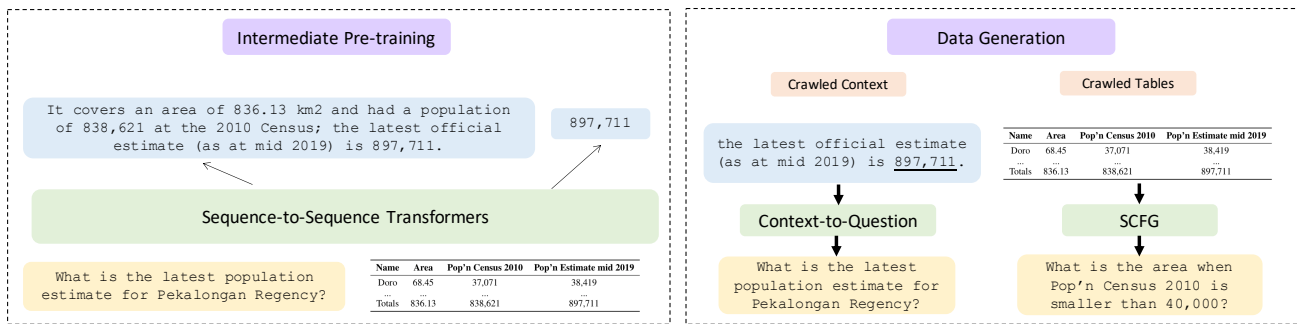 Intermediate Pre-training
It covers an area of 836.13 km2 and had a population
of 838,621 at the 2010 Census; the latest official
estimate (as at mid 2019) is 897,711.
897,711
Sequence-to-Sequence Transformers
What is the latest population
estimate for Pekalongan Regency?
Name Area Pop'n Census 2010 Pop'n Estimate mid 2019
Doro 68.45 37,071 38,419
... ... ... ...
Totals 836.13 838,621 897,711
Data Generation
Crawled Context
the latest official estimate
(as at mid 2019) is 897,711.
Context-to-Question
What is the latest
population estimate for
Pekalongan Regency?
Crawled Tables
Name Area Pop'n Census 2010 Pop'n Estimate mid 2019
Doro 68.45 37,071 38,419
... ... ... ...
Totals 836.13 838,621 897,711
SCFG
What is the area when
Pop'n Census 2010 is
smaller than 40,000?